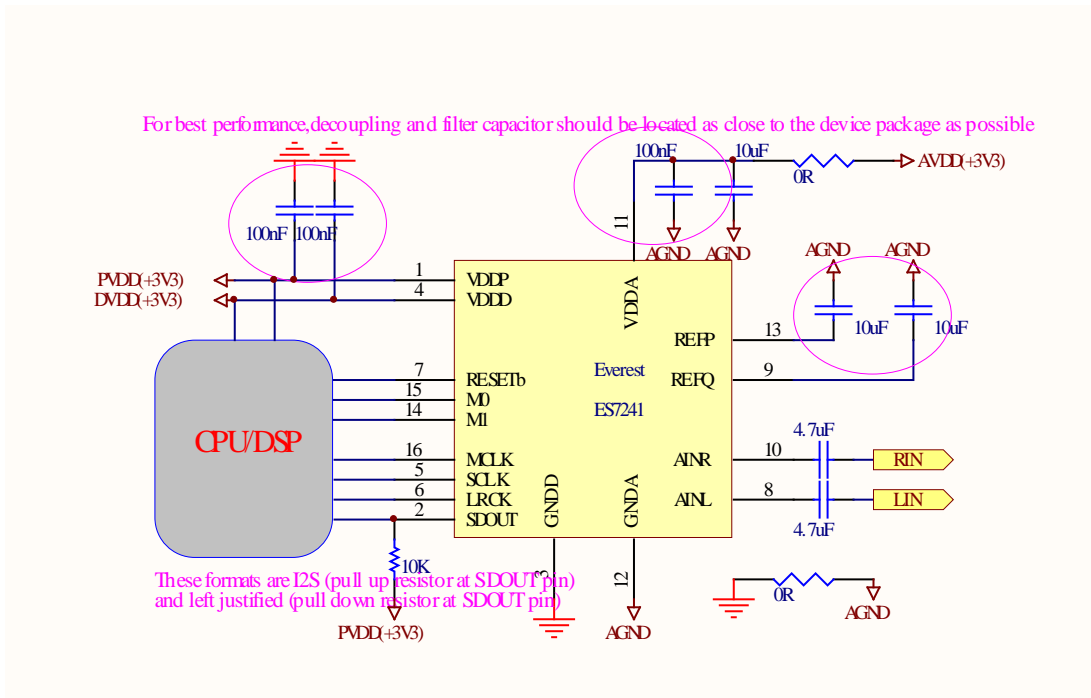 For best performance,decoupling and filter capacitor should be located as close to the device package as possible
100nF
10uF
0R
AVDD(+3V3)
AGND
AGND
100nF
100nF
11
AGND
AGND
10uF
10uF
PVDD(+3V3)
DVDD(+3V3)
1
4
VDDP
VDDD
VDDA
REFP
13
REFQ
9
Everest
ES7241
7
15
14
RESETb
M0
M1
CPU/DSP
16
5
6
2
MCLK
SCLK
LRCK
SDOUT
GNDD
GNDA
AINR
10
4.7uF
RIN
AINL
8
4.7uF
LIN
10K
3
12
These formats are I2S (pull up resistor at SDOUT pin)
and left justified (pull down resistor at SDOUT pin)
PVDD(+3V3)
AGND
0R
AGND